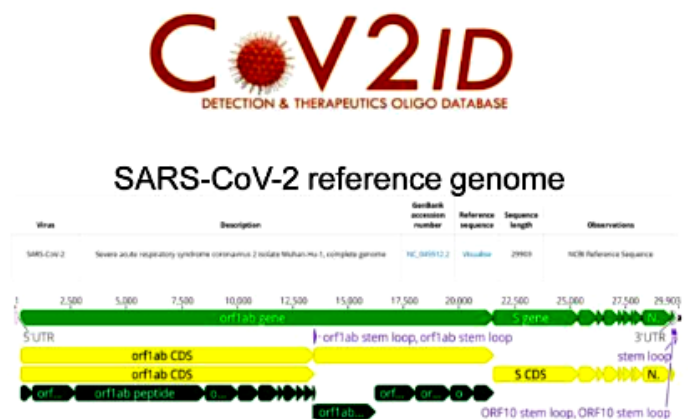 CoV2ID
DETECTION & THERAPEUTICS OLIGO DATABASE
SARS-CoV-2 reference genome
Virus Description GenBank accession number Reference sequence Sequence length Observations
SARS-CoV-2 Severe acute respiratory syndrome coronavirus 2 isolate Wuhan-Hu-1, complete genome NC_045512.2 Visualise 29903 NCBI Reference Sequence
1 2,500 5,000 7,500 10,000 12,500 15,000 17,500 20,000 22,500 25,000 27,500 29,903
orf1ab gene S gene N..
5'UTR orf1ab stem loop, orf1ab stem loop 3'UTR
orf1ab CDS stem loop
orf1ab CDS S CDS N..
orf... orf1ab peptide o... orf... or... o
orf1ab... ORF10 stem loop, ORF10 stem loop